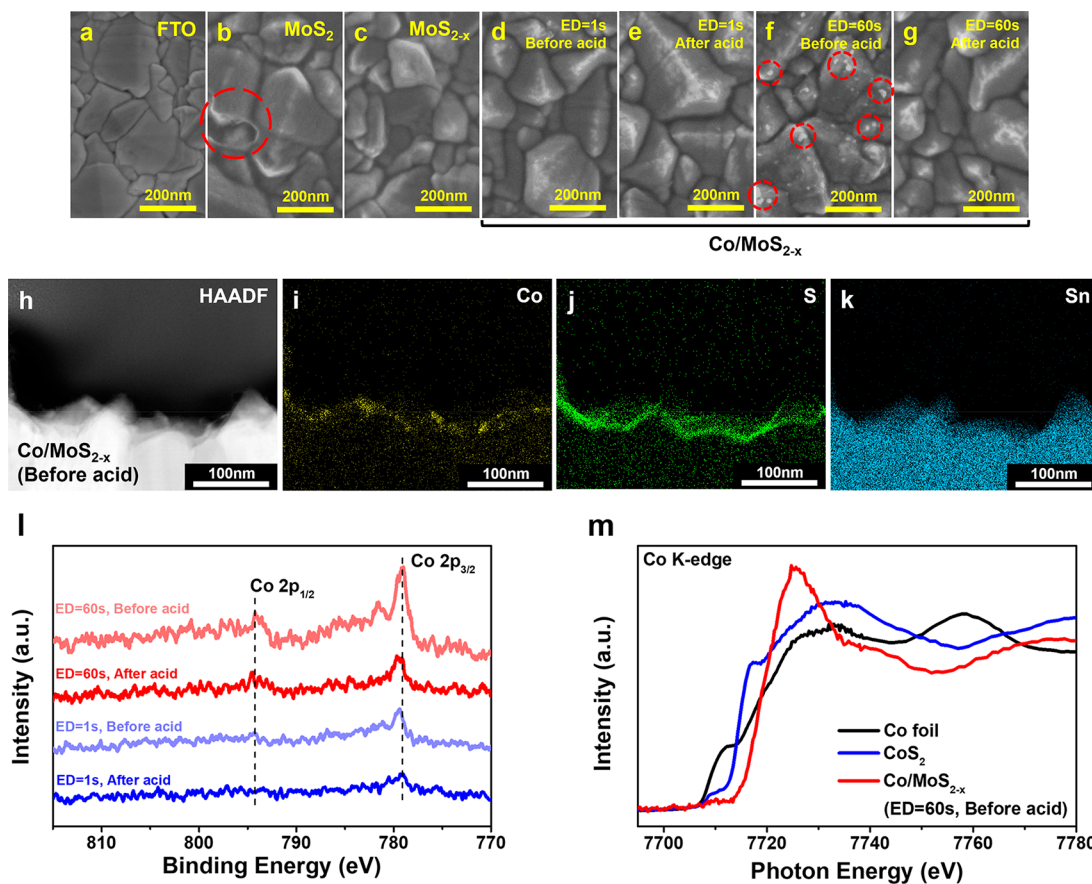 a FTO
b MoS₂
c MoS₂₋ₓ
d ED=1s
Before acid
e ED=1s
After acid
f ED=60s
Before acid
g ED=60s
After acid
200nm 200nm 200nm 200nm 200nm 200nm 200nm
Co/MoS₂₋ₓ
h HAADF
Co/MoS₂₋ₓ
(Before acid)
100nm
i Co
100nm
j S
100nm
k Sn
100nm
l
Co 2p₃/₂
Co 2p₁/₂
ED=60s, Before acid
ED=60s, After acid
ED=1s, Before acid
ED=1s, After acid
Intensity (a.u.)
810 800 790 780 770
Binding Energy (eV)
m
Co K-edge
Intensity (a.u.)
Co foil
CoS₂
Co/MoS₂₋ₓ
(ED=60s, Before acid)
7700 7720 7740 7760 7780
Photon Energy (eV)